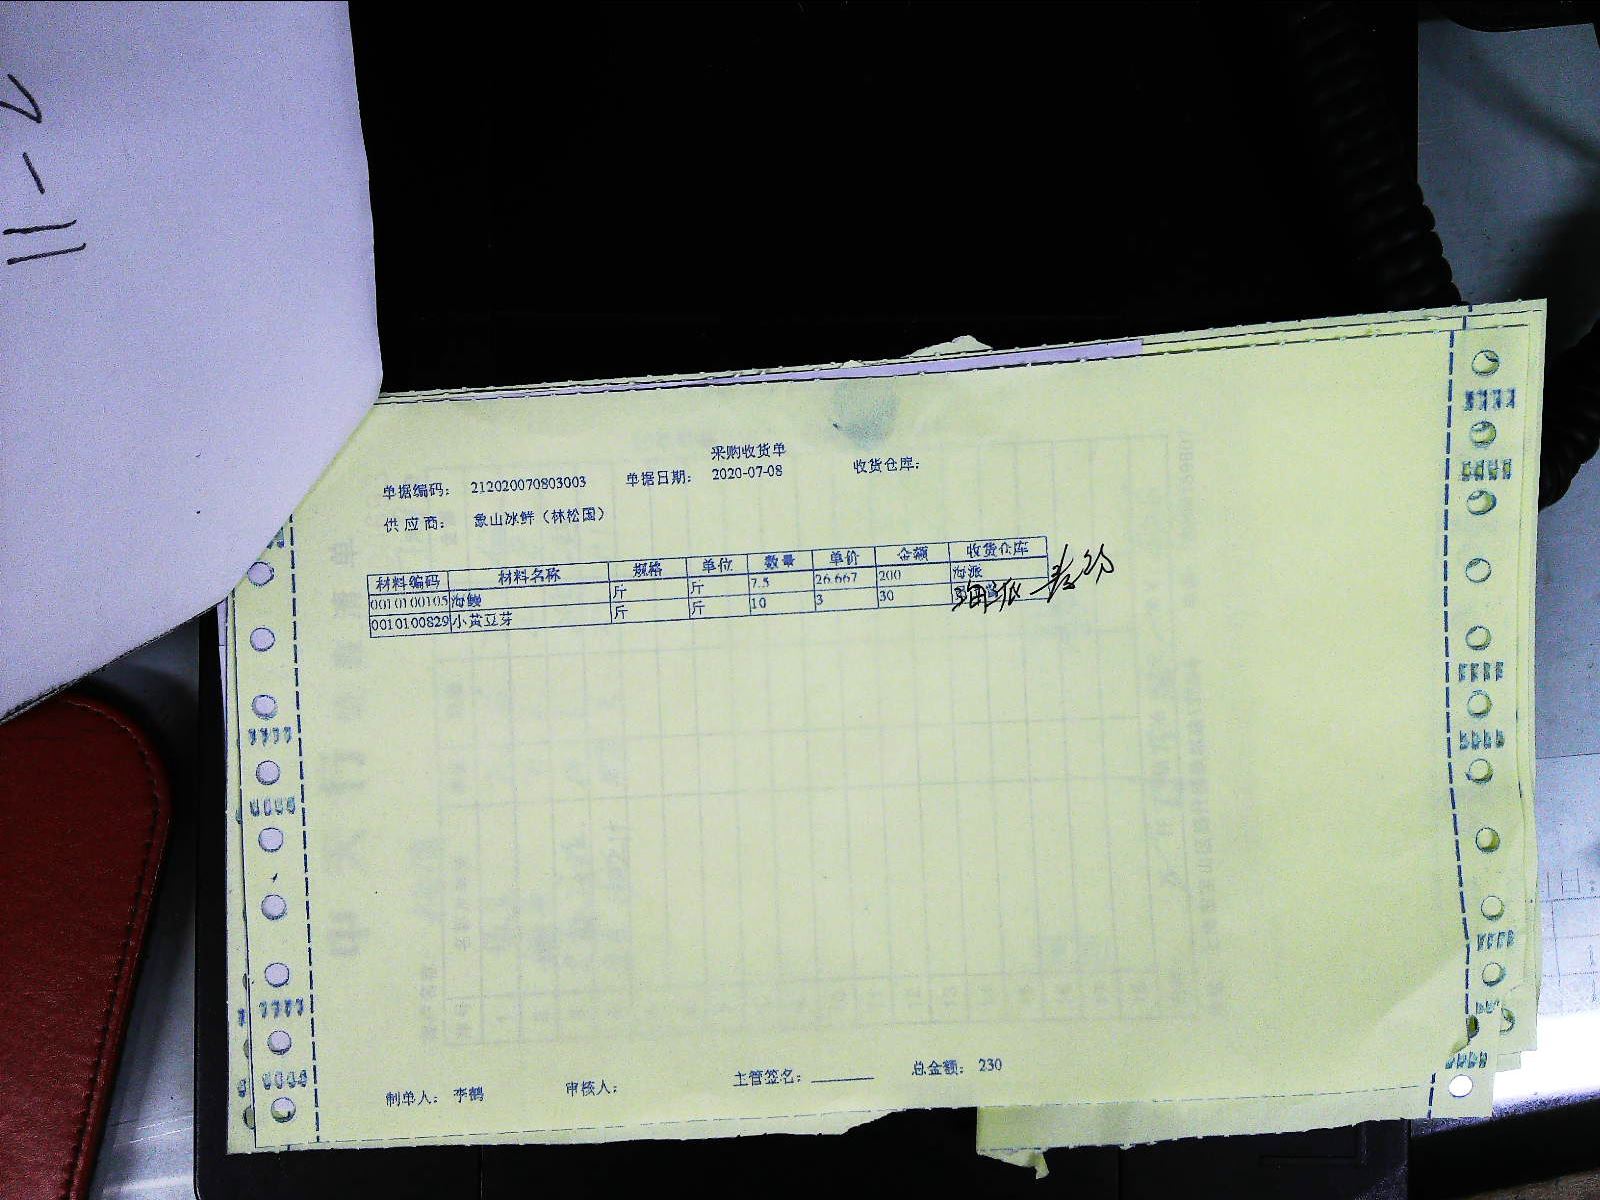 11-2
采购收货单
单据编码: 212020070803003 单据日期: 2020-07-08 收货仓库:
供应商: 象山冰鲜（林松国）
材料编码 材料名称 规格 单位 数量 单价 金额 收货仓库
0010100105 海鳗 斤 斤 7.5 26.667 200 海派
0010100829 小黄豆芽 斤 斤 10 3 30 海派
制单人: 李鹤 审核人: 主管签名: 总金额: 230